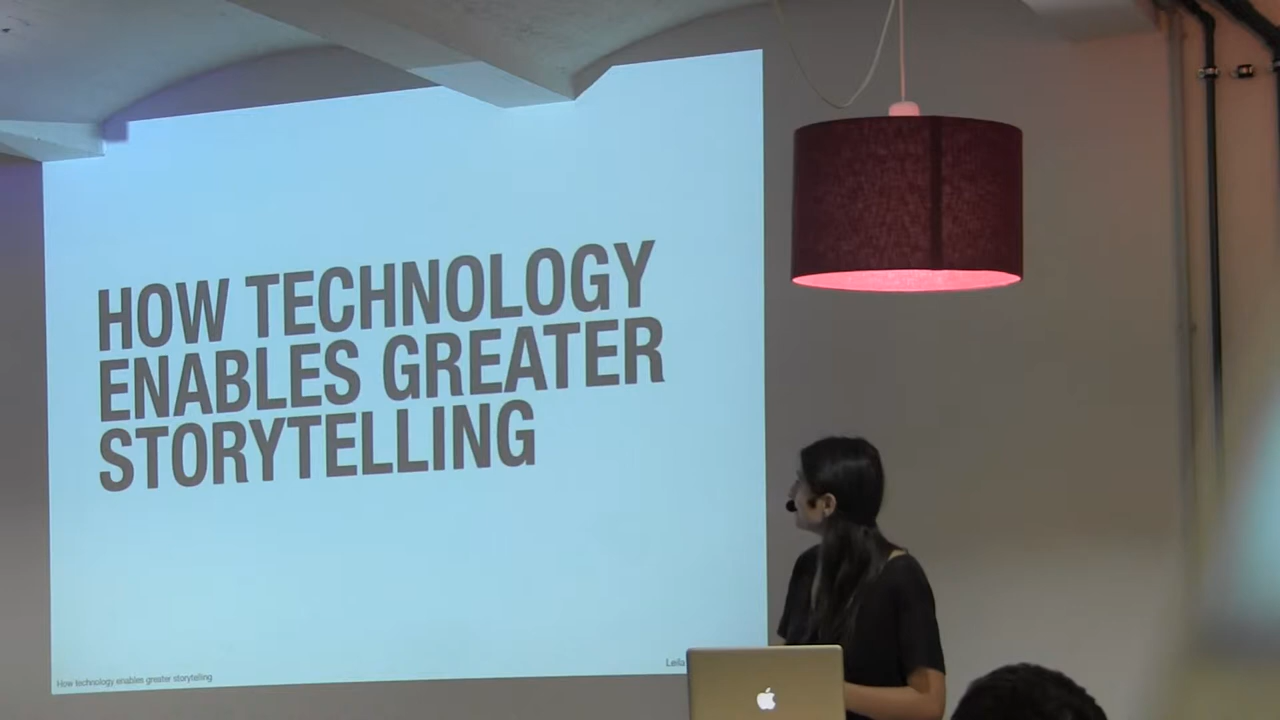 HOW TECHNOLOGY
ENABLES GREATER
STORYTELLING
How technology enables greater storytelling
Leila